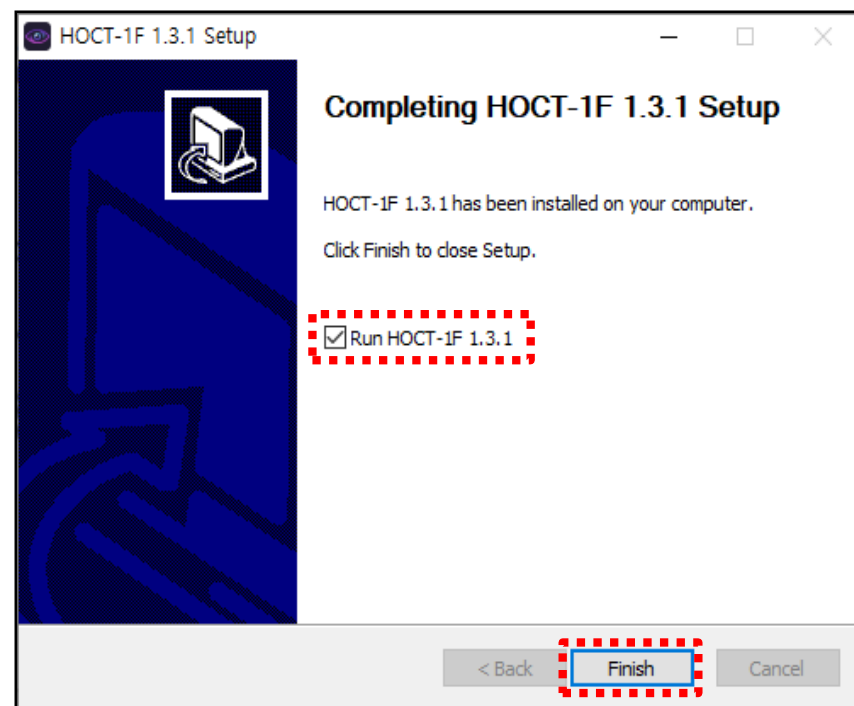 HOCT-1F 1.3.1 Setup
Completing HOCT-1F 1.3.1 Setup
HOCT-1F 1.3.1 has been installed on your computer.
Click Finish to close Setup.
Run HOCT-1F 1.3.1
< Back
Finish
Cancel